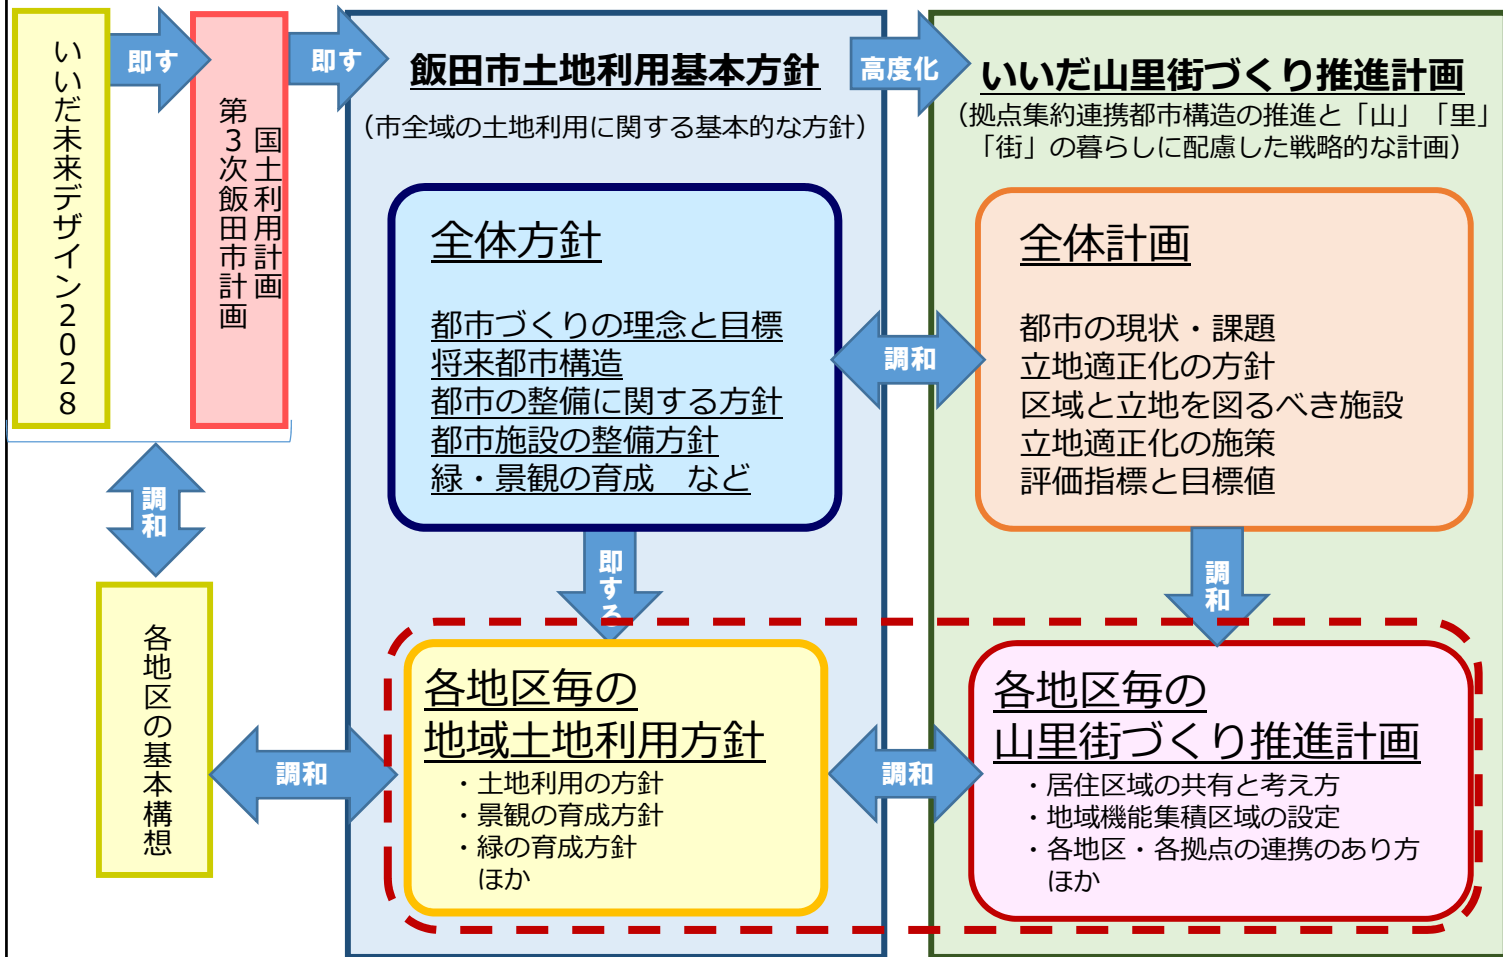 いいだ未来デザイン２０２８
即す
国土利用計画
第３次飯田市計画
即す
飯田市土地利用基本方針
（市全域の土地利用に関する基本的な方針）
高度化
いいだ山里街づくり推進計画
（拠点集約連携都市構造の推進と「山」「里」
「街」の暮らしに配慮した戦略的な計画）
全体方針
都市づくりの理念と目標
将来都市構造
都市の整備に関する方針
都市施設の整備方針
緑・景観の育成　など
調和
全体計画
都市の現状・課題
立地適正化の方針
区域と立地を図るべき施設
立地適正化の施策
評価指標と目標値
調和
即する
調和
各地区の基本構想
調和
各地区毎の
地域土地利用方針
・土地利用の方針
・景観の育成方針
・緑の育成方針
ほか
調和
各地区毎の
山里街づくり推進計画
・居住区域の共有と考え方
・地域機能集積区域の設定
・各地区・各拠点の連携のあり方
ほか